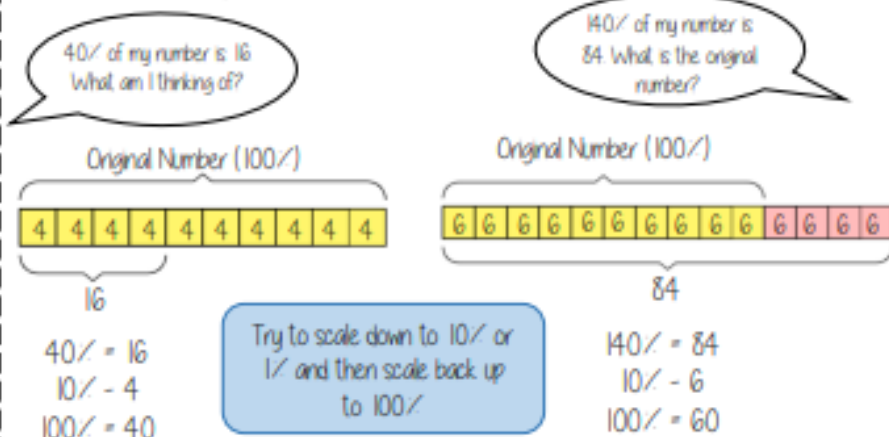 40% of my number is 16
What am I thinking of?
140% of my number is
84. What is the original
number?
Original Number (100%)
Original Number (100%)
4 4 4 4 4 4 4 4 4 4
6 6 6 6 6 6 6 6 6 6 6 6 6 6
16
84
Try to scale down to 10% or
1% and then scale back up
to 100%
40% = 16
10% - 4
100% = 40
140% = 84
10% - 6
100% = 60